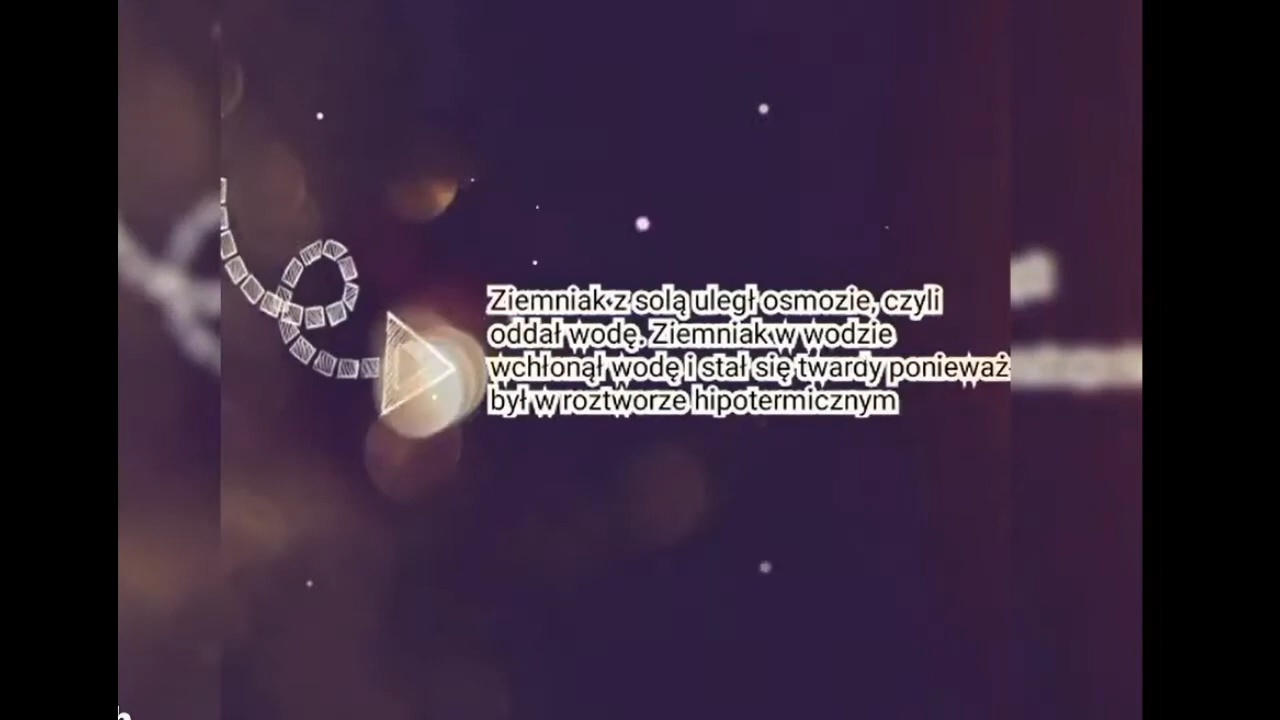 Ziemniak z solą uległ osmozie, czyli
oddał wodę. Ziemniak w wodzie
wchłonął wodę i stał się twardy ponieważ
był w roztworze hipotermicznym